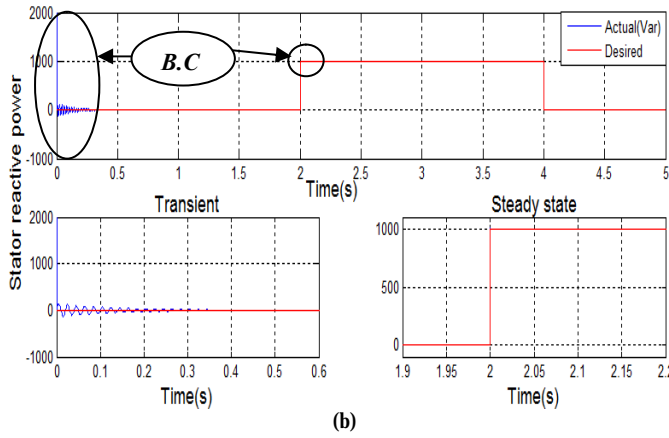 Stator reactive power
2000
1000
0
-1000
B.C
Actual(Var)
Desired
0 0.5 1 1.5 2 2.5 3 3.5 4 4.5 5
Time(s)
Transient
2000
1000
0
-1000
0 0.1 0.2 0.3 0.4 0.5 0.6
Time(s)
Steady state
1000
500
0
1.9 1.95 2 2.05 2.1 2.15 2.2
Time(s)
(b)